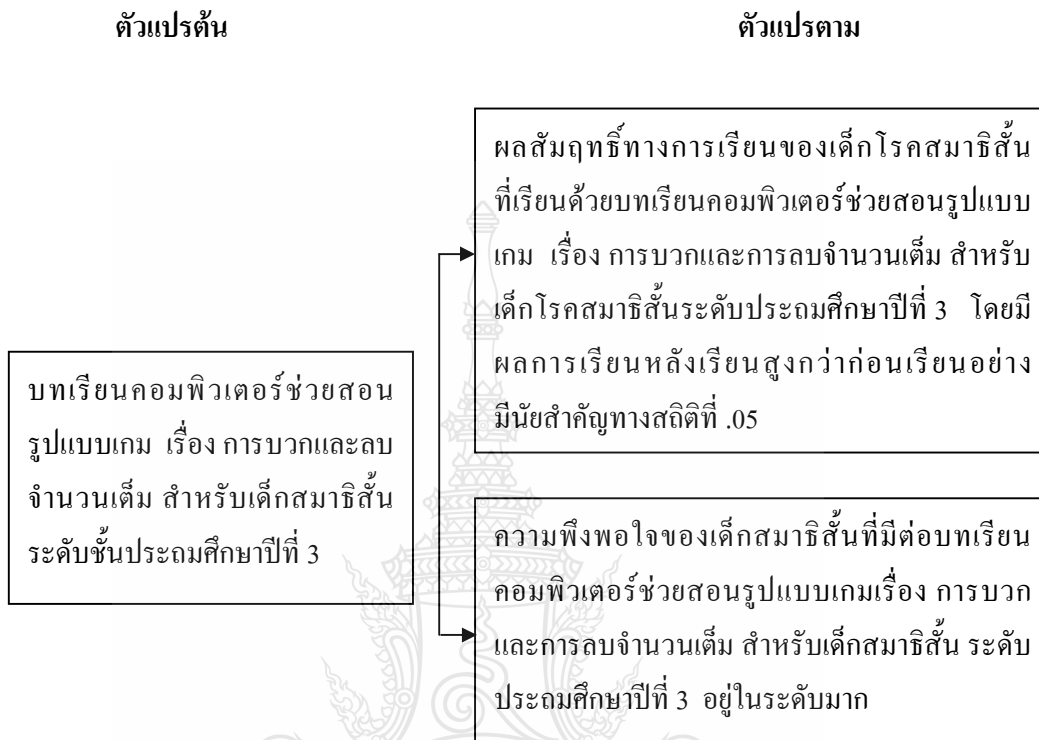 ตัวแปรต้น
ตัวแปรตาม
ผลสัมฤทธิ์ทางการเรียนของเด็กโรคสมาธิสั้น
ที่เรียนด้วยบทเรียนคอมพิวเตอร์ช่วยสอนรูปแบบ
เกม เรื่อง การบวกและการลบจำนวนเต็ม สำหรับ
เด็กโรคสมาธิสั้นระดับประถมศึกษาปีที่ 3 โดยมี
ผลการเรียนหลังเรียนสูงกว่าก่อนเรียนอย่าง
มีนัยสำคัญทางสถิติที่ .05
บทเรียนคอมพิวเตอร์ช่วยสอน
รูปแบบเกม เรื่อง การบวกและลบ
จำนวนเต็ม สำหรับเด็กสมาธิสั้น
ระดับชั้นประถมศึกษาปีที่ 3
ความพึงพอใจของเด็กสมาธิสั้นที่มีต่อบทเรียน
คอมพิวเตอร์ช่วยสอนรูปแบบเกมเรื่อง การบวก
และการลบจำนวนเต็ม สำหรับเด็กสมาธิสั้น ระดับ
ประถมศึกษาปีที่ 3 อยู่ในระดับมาก